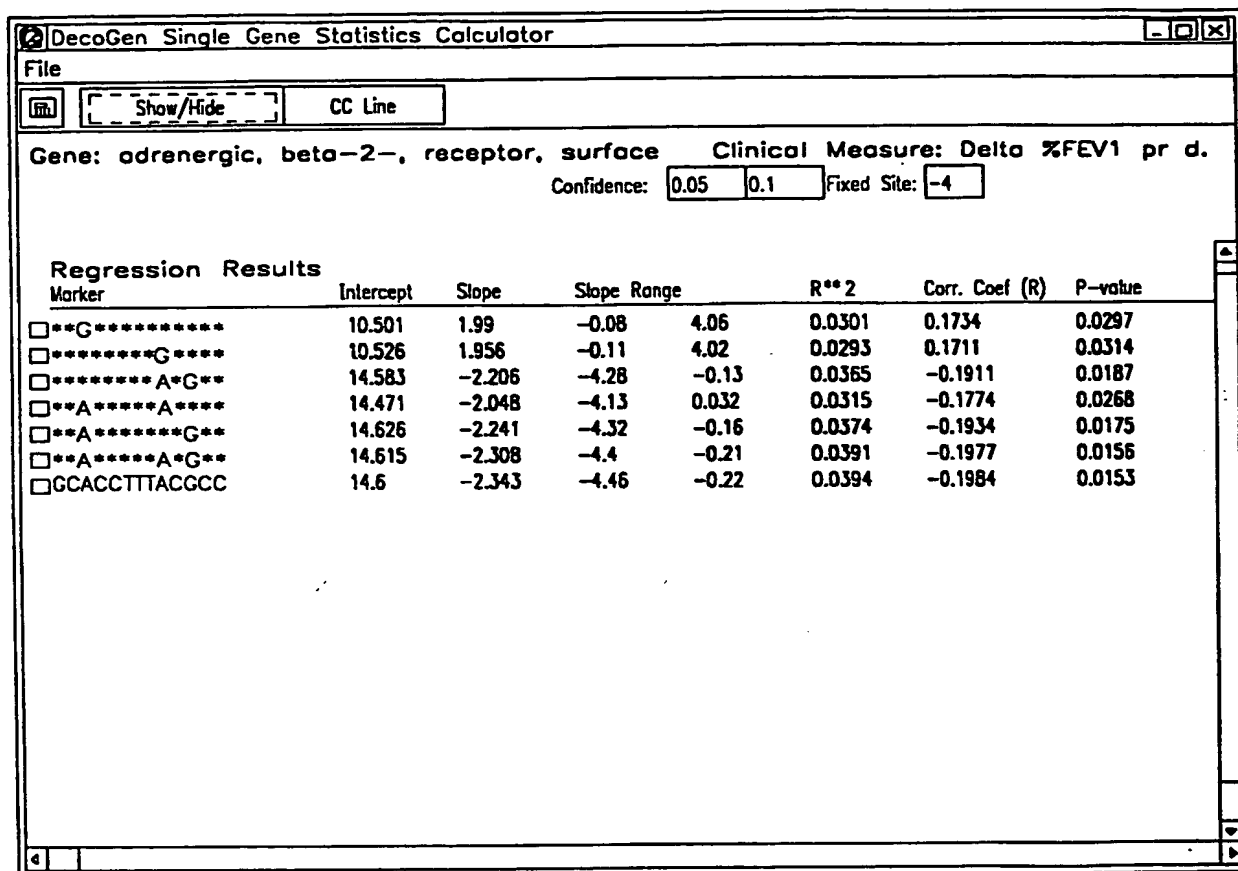 DecoGen Single Gene Statistics Calculator
File
Show/Hide CC Line
Gene: adrenergic, beta-2-, receptor, surface Clinical Measure: Delta %FEV1 pr d.
Confidence: 0.05 0.1 Fixed Site: -4
Regression Results
Marker Intercept Slope Slope Range R**2 Corr. Coef (R) P-value
**G********** 10.501 1.99 -0.08 4.06 0.0301 0.1734 0.0297
********G**** 10.526 1.956 -0.11 4.02 0.0293 0.1711 0.0314
********A*G** 14.583 -2.206 -4.28 -0.13 0.0365 -0.1911 0.0187
**A*****A**** 14.471 -2.048 -4.13 0.032 0.0315 -0.1774 0.0268
**A*******G** 14.626 -2.241 -4.32 -0.16 0.0374 -0.1934 0.0175
**A*****A*G** 14.615 -2.308 -4.4 -0.21 0.0391 -0.1977 0.0156
GCACCTTTACGCC 14.6 -2.343 -4.46 -0.22 0.0394 -0.1984 0.0153